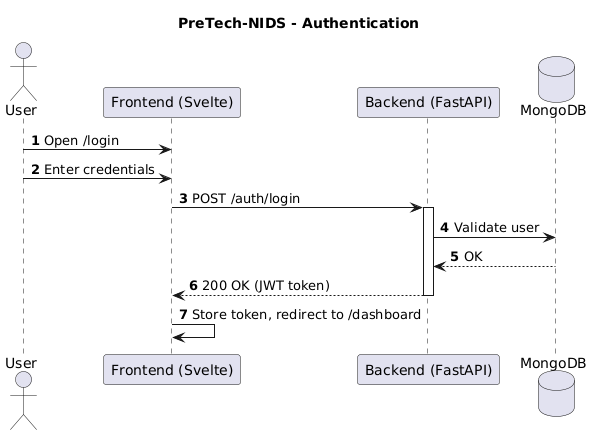 PreTech-NIDS - Authentication
User
Frontend (Svelte)
Backend (FastAPI)
MongoDB
1 Open /login
2 Enter credentials
3 POST /auth/login
4 Validate user
5 OK
6 200 OK (JWT token)
7 Store token, redirect to /dashboard
User
Frontend (Svelte)
Backend (FastAPI)
MongoDB